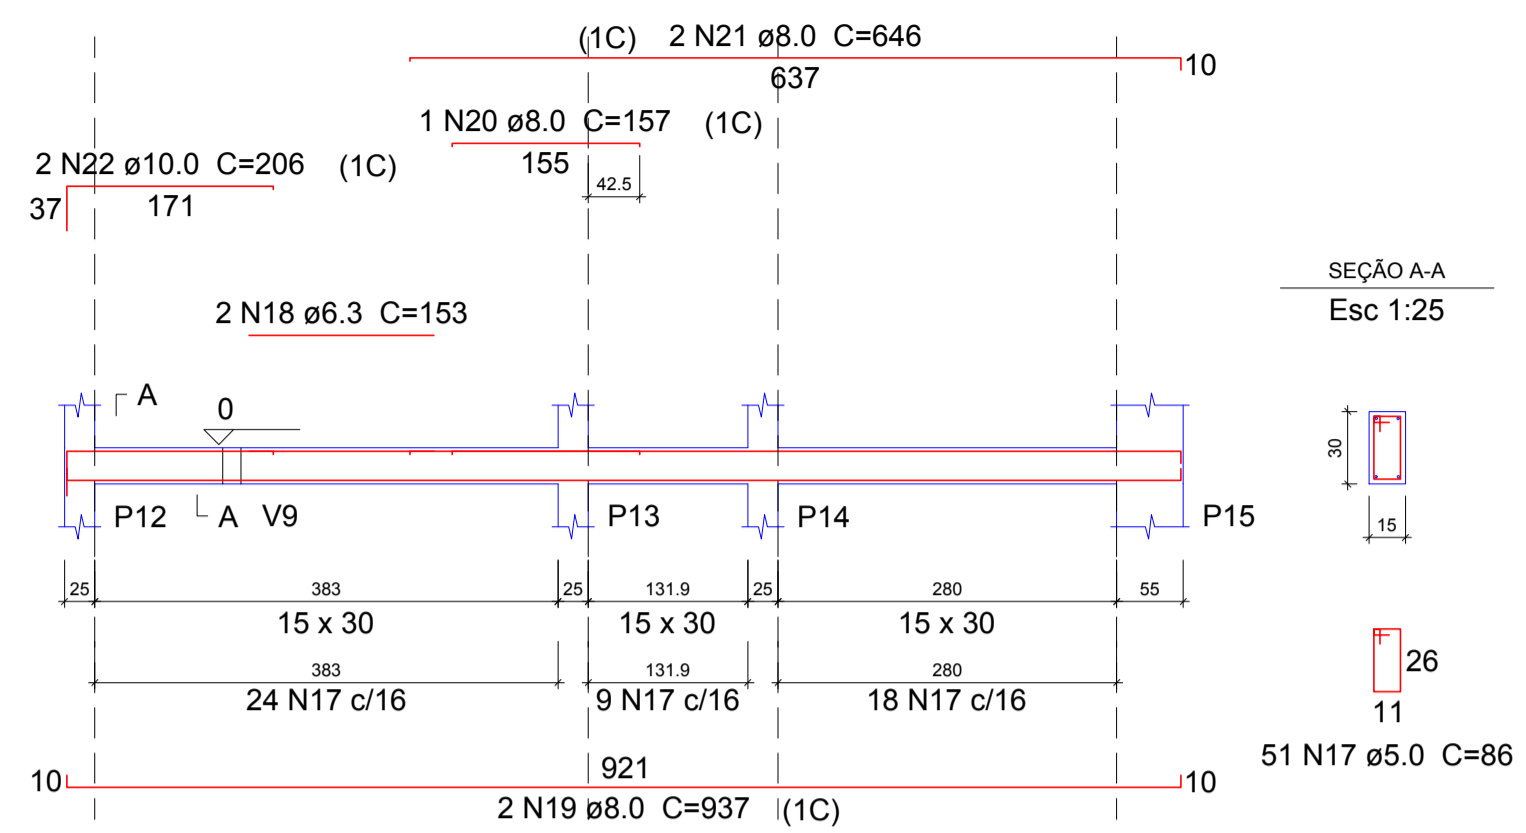 (1C) 2 N21 ø8.0 C=646
10
637
1 N20 ø8.0 C=157 (1C)
155
42.5
2 N22 ø10.0 C=206 (1C)
37
171
SEÇÃO A-A
Esc 1:25
2 N18 ø6.3 C=153
A
0
30
15
P12
A
V9
P13
P14
P15
25 383 25 131.9 25 280 55
15 x 30 15 x 30 15 x 30
383 131.9 280
24 N17 c/16 9 N17 c/16 18 N17 c/16
26
11
51 N17 ø5.0 C=86
10 921 10
2 N19 ø8.0 C=937 (1C)